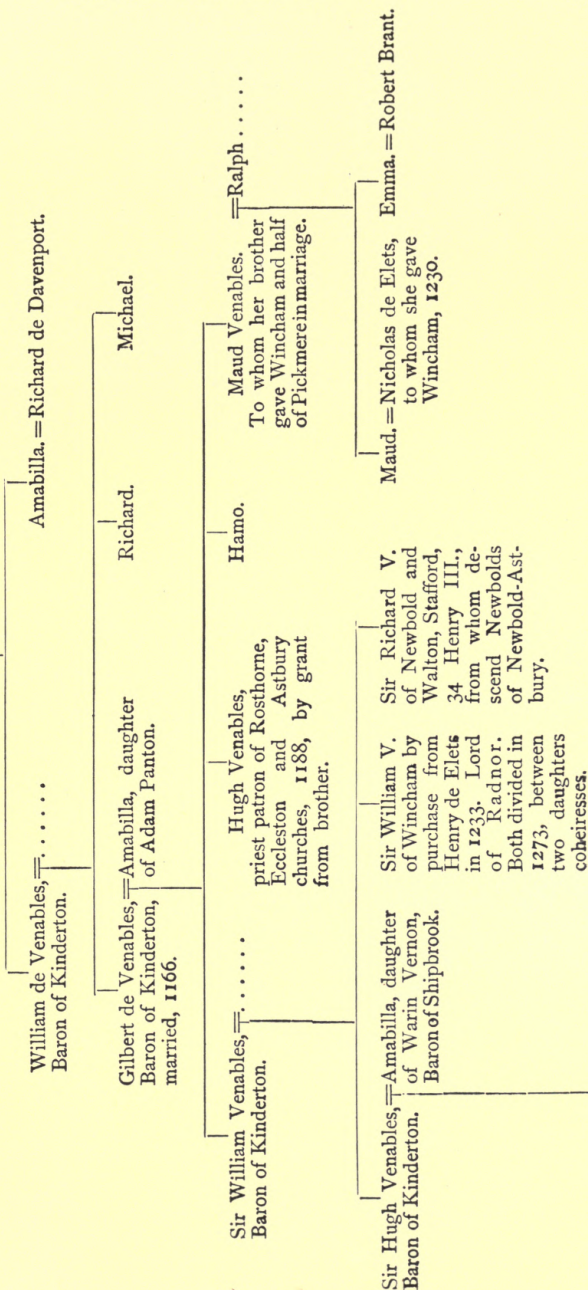 William de Venables,=......
Baron of Kinderton.
Amabilla.=Richard de Davenport.
Gilbert de Venables,=Amabilla, daughter
Baron of Kinderton, of Adam Panton.
married, 1166.
Richard.
Michael.
Sir William Venables,=......
Baron of Kinderton.
Hugh Venables,
priest patron of Rosthorne,
Eccleston and Astbury
churches, 1188, by grant
from brother.
Hamo.
Maud Venables. =Ralph ......
To whom her brother
gave Wincham and half
of Pickmere in marriage.
Sir Hugh Venables,=Amabilla, daughter
Baron of Kinderton. of Warin Vernon,
Baron of Shipbrook.
Sir William V.
of Wincham by
purchase from
Henry de Elets
in 1233. Lord
of Radnor.
Both divided in
1273, between
two daughters
coheiresses.
Sir Richard V.
of Newbold and
Walton, Stafford,
34 Henry III.,
from whom de-
scend Newbolds
of Newbold-Ast-
bury.
Maud.=Nicholas de Elets,
to whom she gave
Wincham, 1230.
Emma.=Robert Brant.